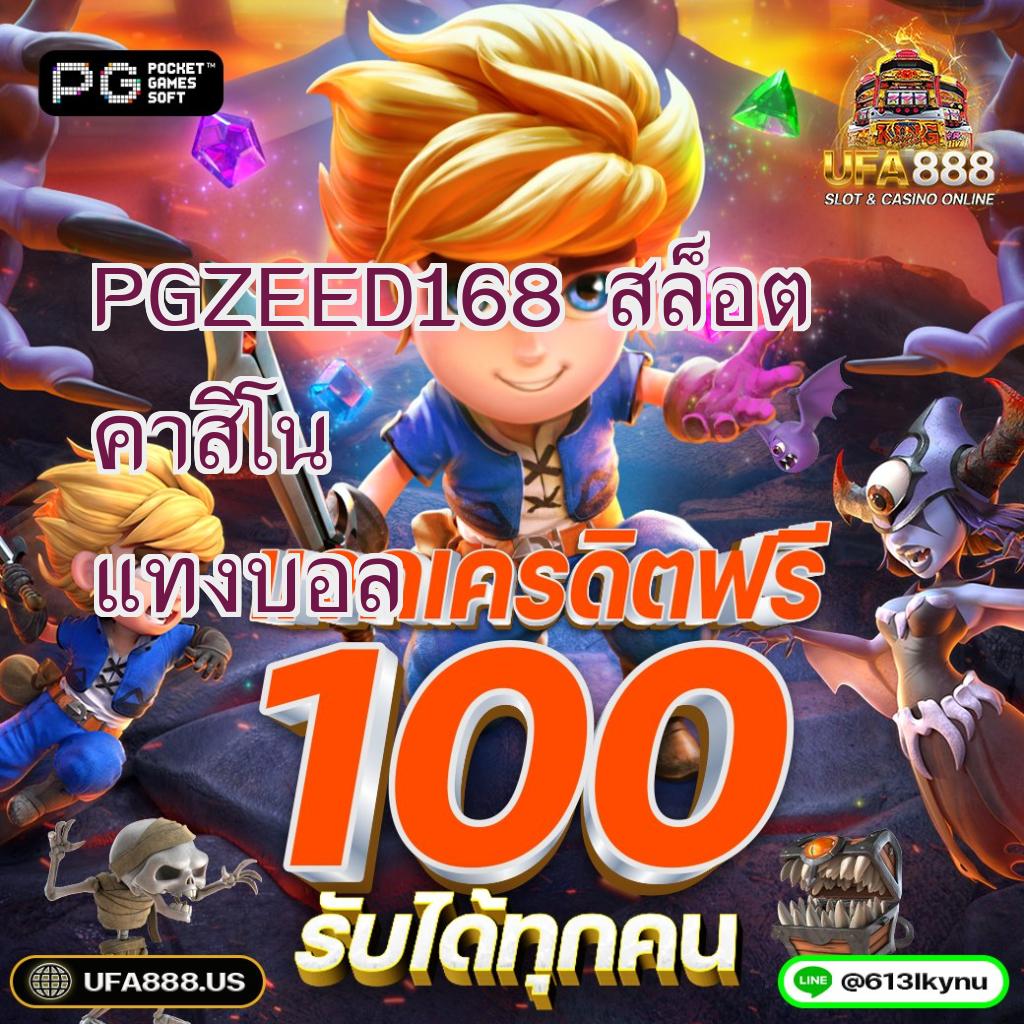 PG POCKET GAMES SOFT™
UFA888
SLOT & CASINO ONLINE
PGZEED168 สล็อต
คาสิโน
แทงบอล
เครดิตฟรี
100
รับได้ทุกคน
UFA888.US
LINE @613lkynu